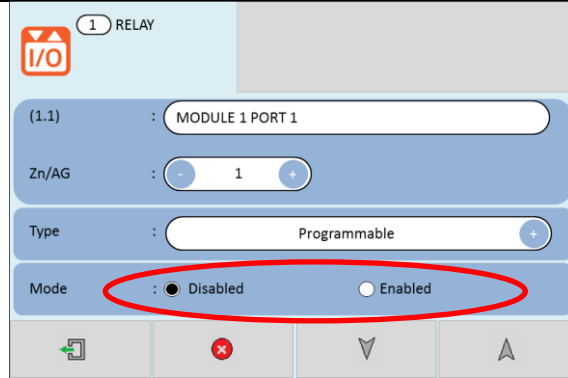 1 RELAY
I/O
(1.1) : MODULE 1 PORT 1
Zn/AG : - 1 +
Type : Programmable +
Mode : Disabled Enabled